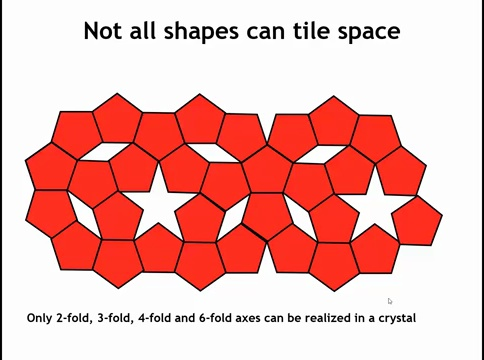 Not all shapes can tile space
Only 2-fold, 3-fold, 4-fold and 6-fold axes can be realized in a crystal